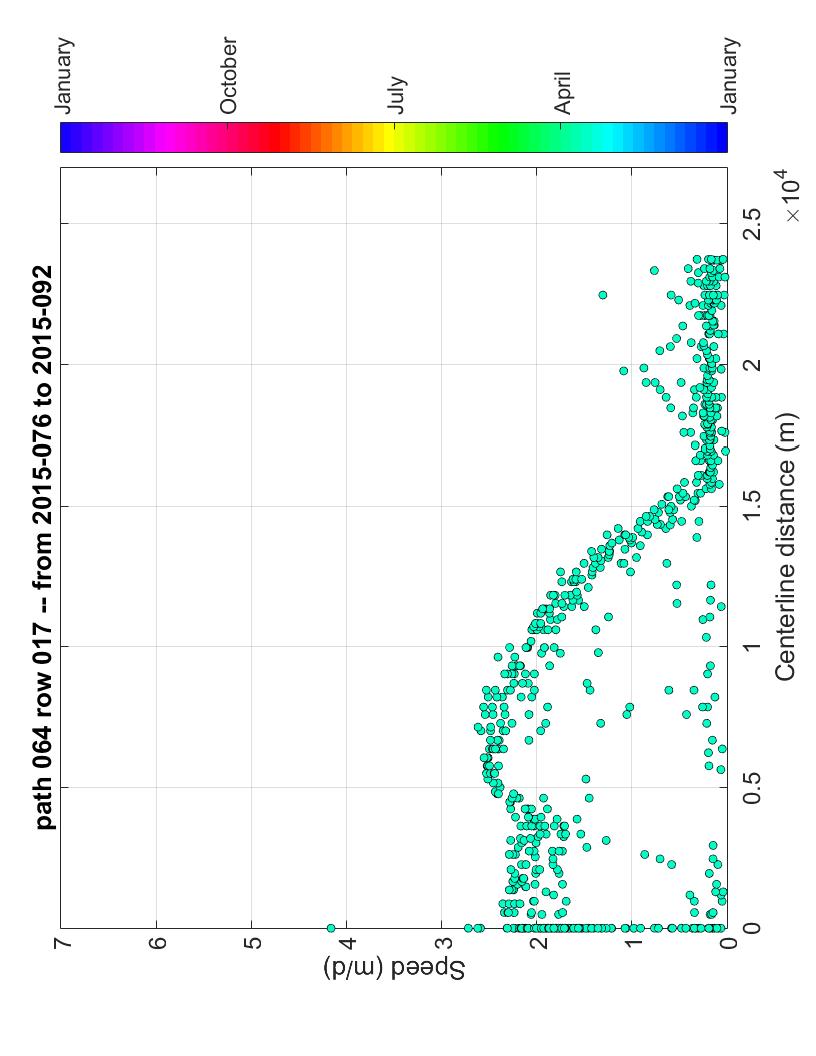 path 064 row 017 -- from 2015-076 to 2015-092
7
6
5
4
3
2
1
0
Speed (m/d)
0 0.5 1 1.5 2 2.5
×10^4
Centerline distance (m)
January
October
July
April
January